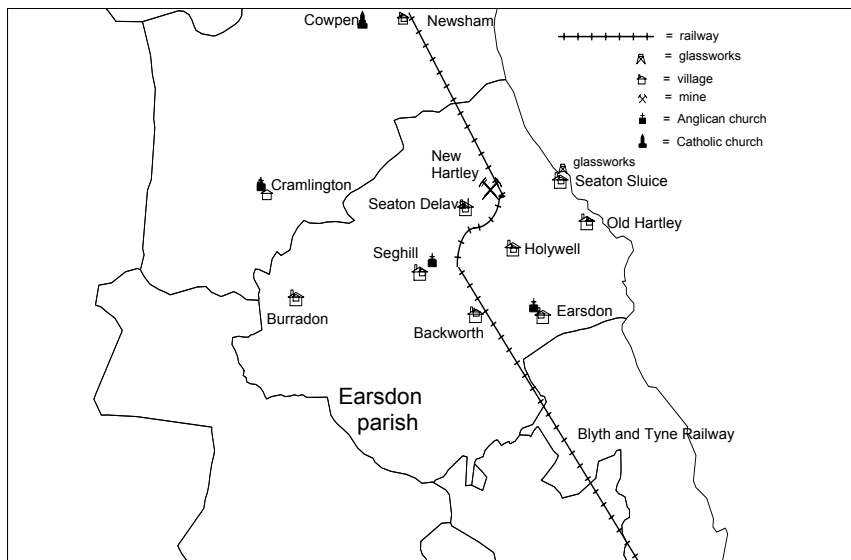 Cowpen
Newsham
= railway
= glassworks
= village
= mine
= Anglican church
= Catholic church
New
Hartley
glassworks
Cramlington
Seaton Sluice
Seaton Delaval
Old Hartley
Seghill
Holywell
Burradon
Backworth
Earsdon
Earsdon
parish
Blyth and Tyne Railway